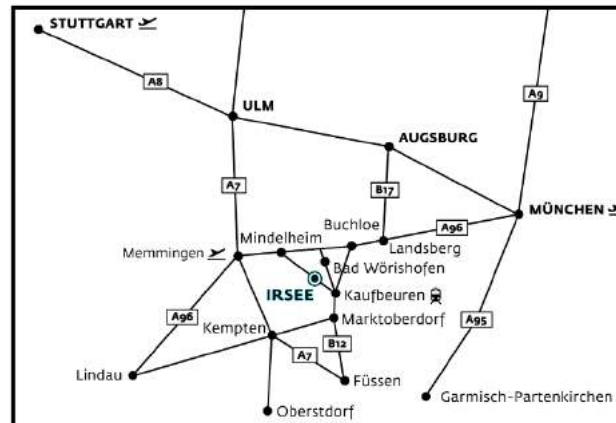 STUTTGART
A8
ULM
A9
AUGSBURG
A7
B17
MÜNCHEN
A96
Buchloe
Landsberg
Mindelheim
Memmingen
Bad Wörishofen
IRSEE
Kaufbeuren
A96
Marktoberdorf
A95
Kempten
B12
A7
Lindau
Füssen
Garmisch-Partenkirchen
Oberstdorf